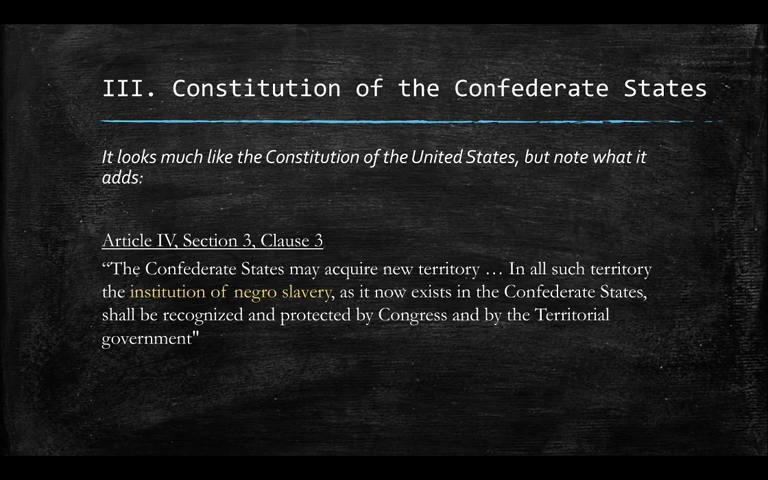 III. Constitution of the Confederate States
It looks much like the Constitution of the United States, but note what it
adds:
Article IV, Section 3, Clause 3
“The Confederate States may acquire new territory … In all such territory
the institution of negro slavery, as it now exists in the Confederate States,
shall be recognized and protected by Congress and by the Territorial
government"